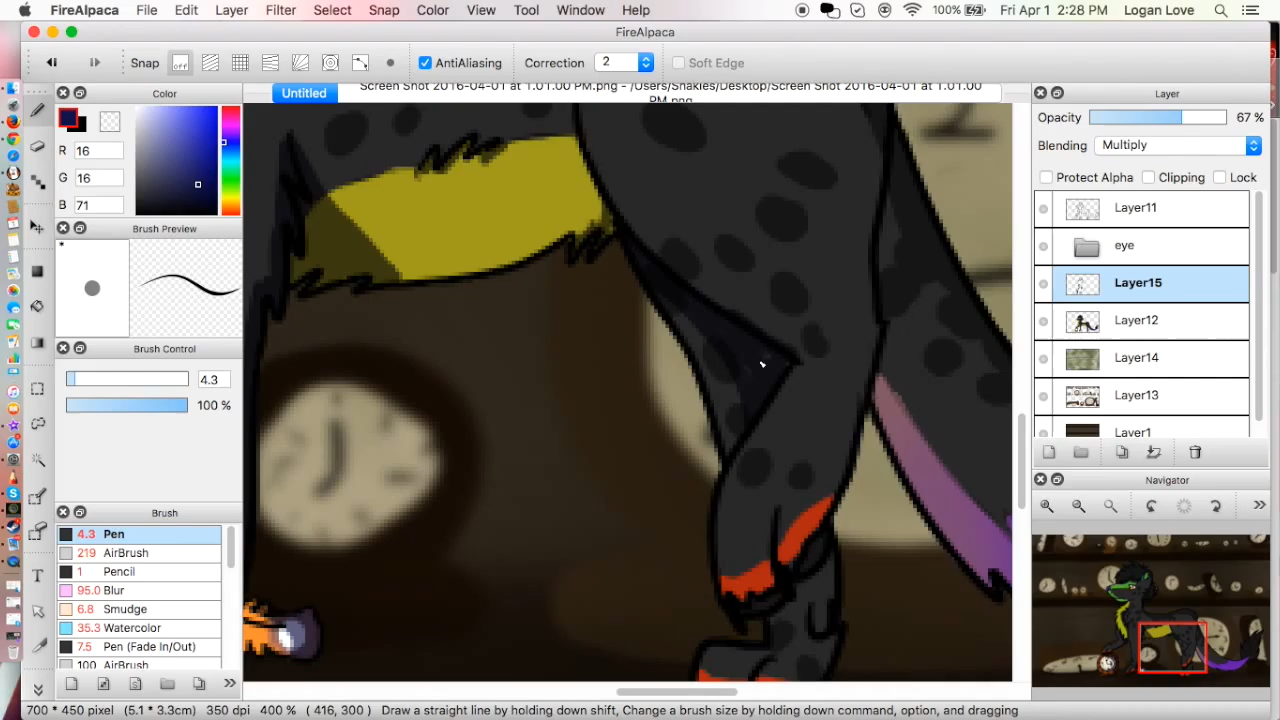 FireAlpaca File Edit Layer Filter Select Snap Color View Tool Window Help 100% Fri Apr 1 2:28 PM Logan Love
FireAlpaca
Snap off AntiAliasing Correction 2 Soft Edge
Untitled Screen Shot 2016-04-01 at 1.01.00 PM.png - /Users/Shakies/Desktop/Screen Shot 2016-04-01 at 1.01.00 PM.png
Color
R 16
G 16
B 71
Brush Preview
*
Brush Control
4.3
100 %
Brush
4.3 Pen
219 AirBrush
1 Pencil
95.0 Blur
6.8 Smudge
35.3 Watercolor
7.5 Pen (Fade In/Out)
100 AirBrush
Layer
Opacity 67 %
Blending Multiply
Protect Alpha Clipping Lock
Layer11
eye
Layer15
Layer12
Layer14
Layer13
Layer1
Navigator
700 * 450 pixel (5.1 * 3.3cm) 350 dpi 400 % ( 416, 300 ) Draw a straight line by holding down shift, Change a brush size by holding down command, option, and dragging